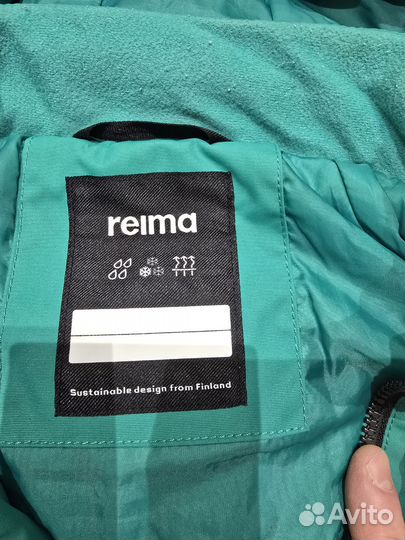 reima
Sustainable design from Finland
Avito